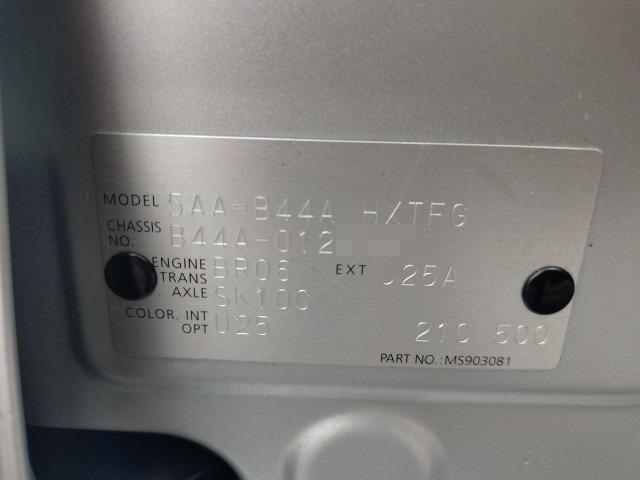 MODEL 5AA-B44A HXTFG
CHASSIS NO. B44A-012
ENGINE BR06 EXT U25A
TRANS AXLE SK10C
COLOR. INT
OPT U25 21C 500
PART NO.:MS903081